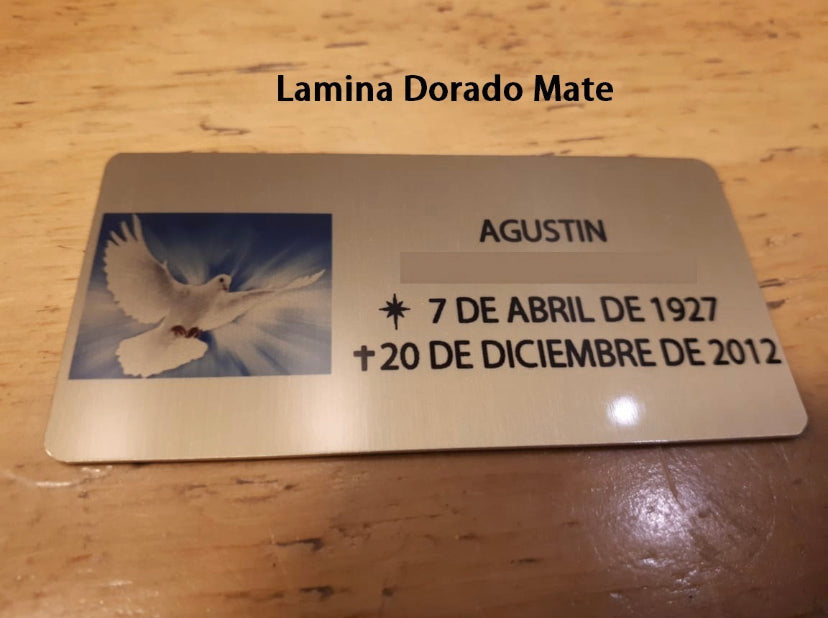 Lamina Dorado Mate
AGUSTIN
7 DE ABRIL DE 1927
20 DE DICIEMBRE DE 2012